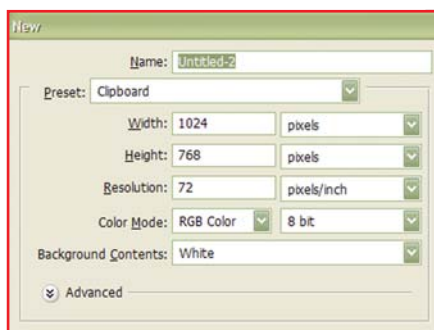 New
Name: Untitled-2
Preset: Clipboard
Width: 1024 pixels
Height: 768 pixels
Resolution: 72 pixels/inch
Color Mode: RGB Color 8 bit
Background Contents: White
Advanced